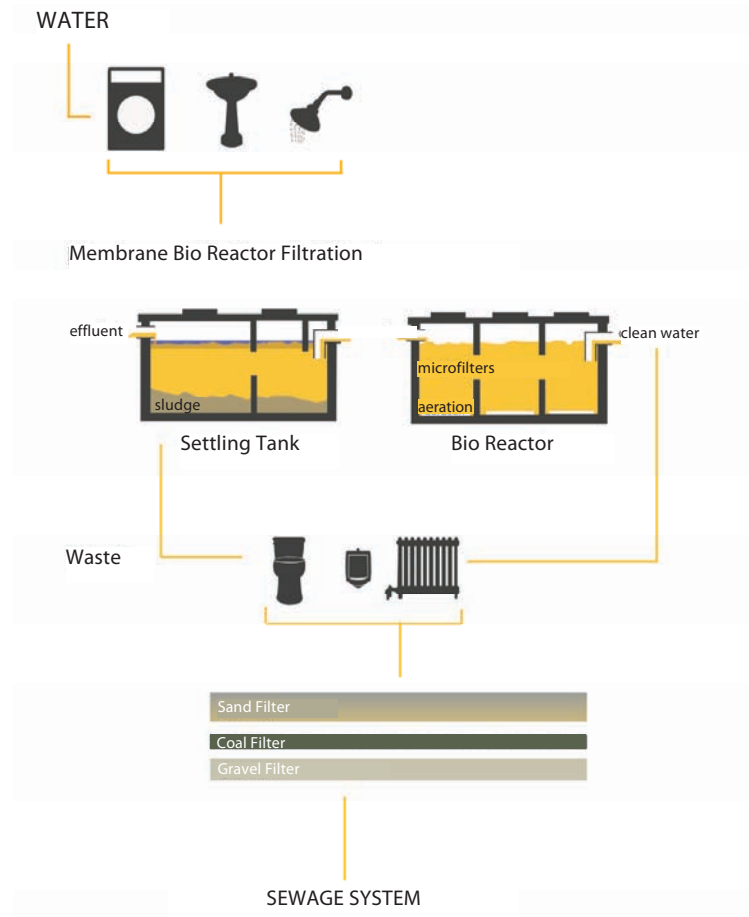 WATER
Membrane Bio Reactor Filtration
effluent
clean water
microfilters
sludge
aeration
Settling Tank
Bio Reactor
Waste
Sand Filter
Coal Filter
Gravel Filter
SEWAGE SYSTEM